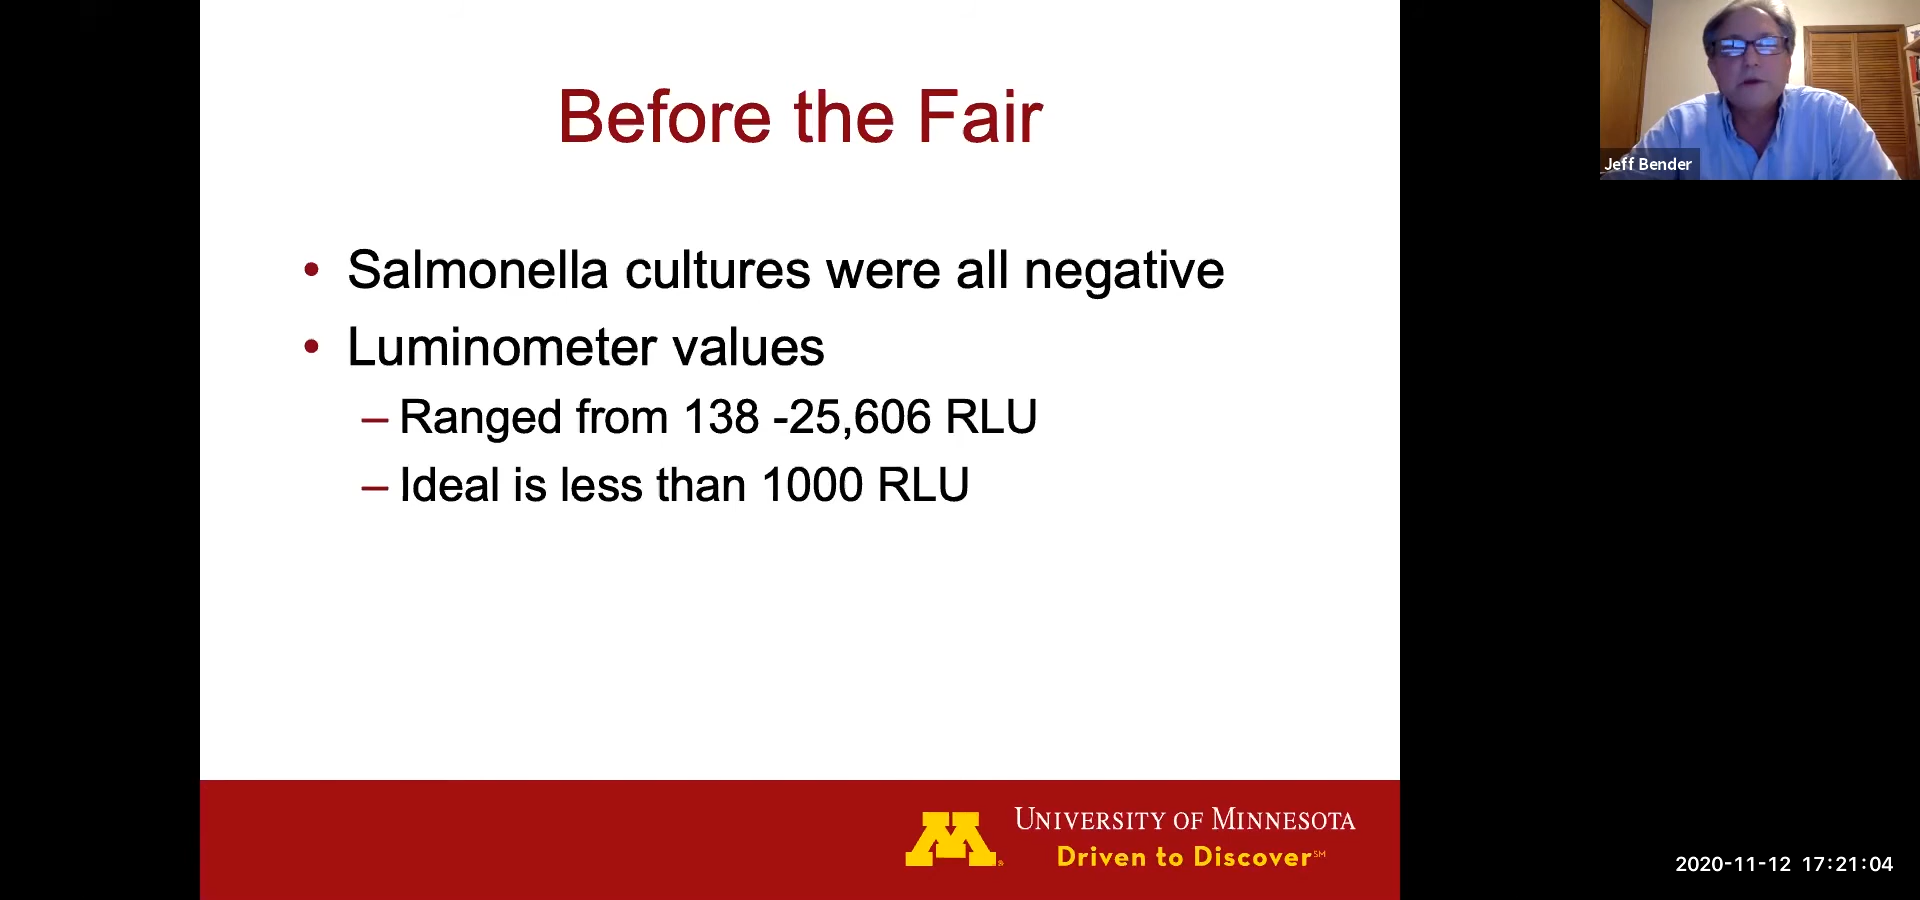 Before the Fair
• Salmonella cultures were all negative
• Luminometer values
– Ranged from 138 -25,606 RLU
– Ideal is less than 1000 RLU
M®
UNIVERSITY OF MINNESOTA
Driven to Discover℠
Jeff Bender
2020-11-12 17:21:04